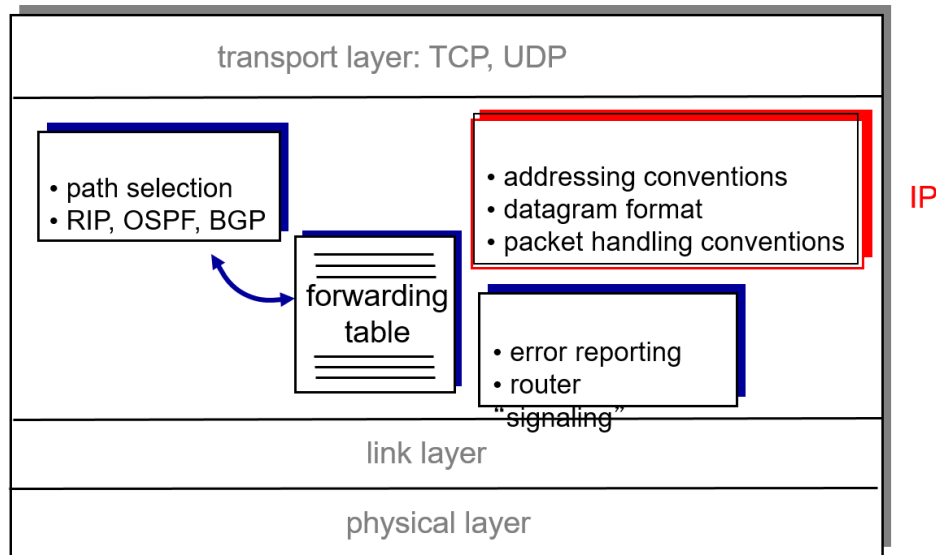 transport layer: TCP, UDP
• path selection
• RIP, OSPF, BGP
forwarding
table
• addressing conventions
• datagram format
• packet handling conventions
IP
• error reporting
• router
“signaling”
link layer
physical layer